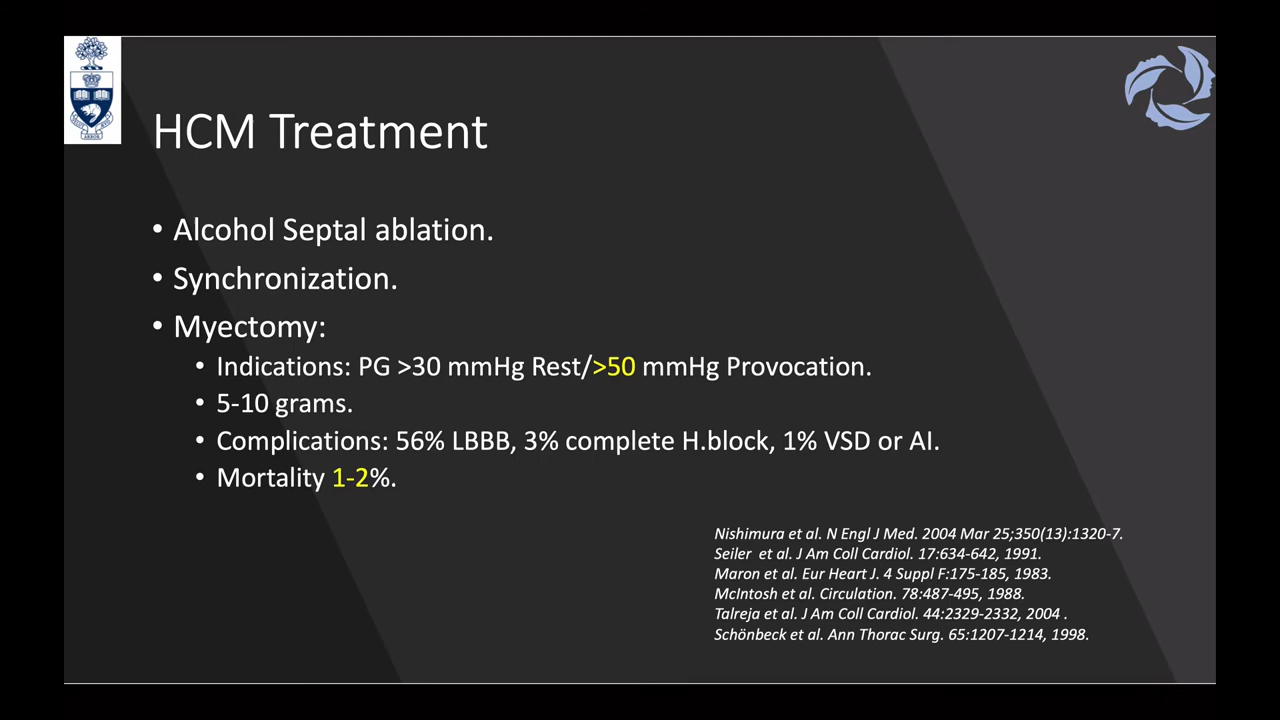 HCM Treatment
• Alcohol Septal ablation.
• Synchronization.
• Myectomy:
• Indications: PG >30 mmHg Rest/>50 mmHg Provocation.
• 5-10 grams.
• Complications: 56% LBBB, 3% complete H.block, 1% VSD or AI.
• Mortality 1-2%.
Nishimura et al. N Engl J Med. 2004 Mar 25;350(13):1320-7.
Seiler et al. J Am Coll Cardiol. 17:634-642, 1991.
Maron et al. Eur Heart J. 4 Suppl F:175-185, 1983.
McIntosh et al. Circulation. 78:487-495, 1988.
Talreja et al. J Am Coll Cardiol. 44:2329-2332, 2004 .
Schönbeck et al. Ann Thorac Surg. 65:1207-1214, 1998.